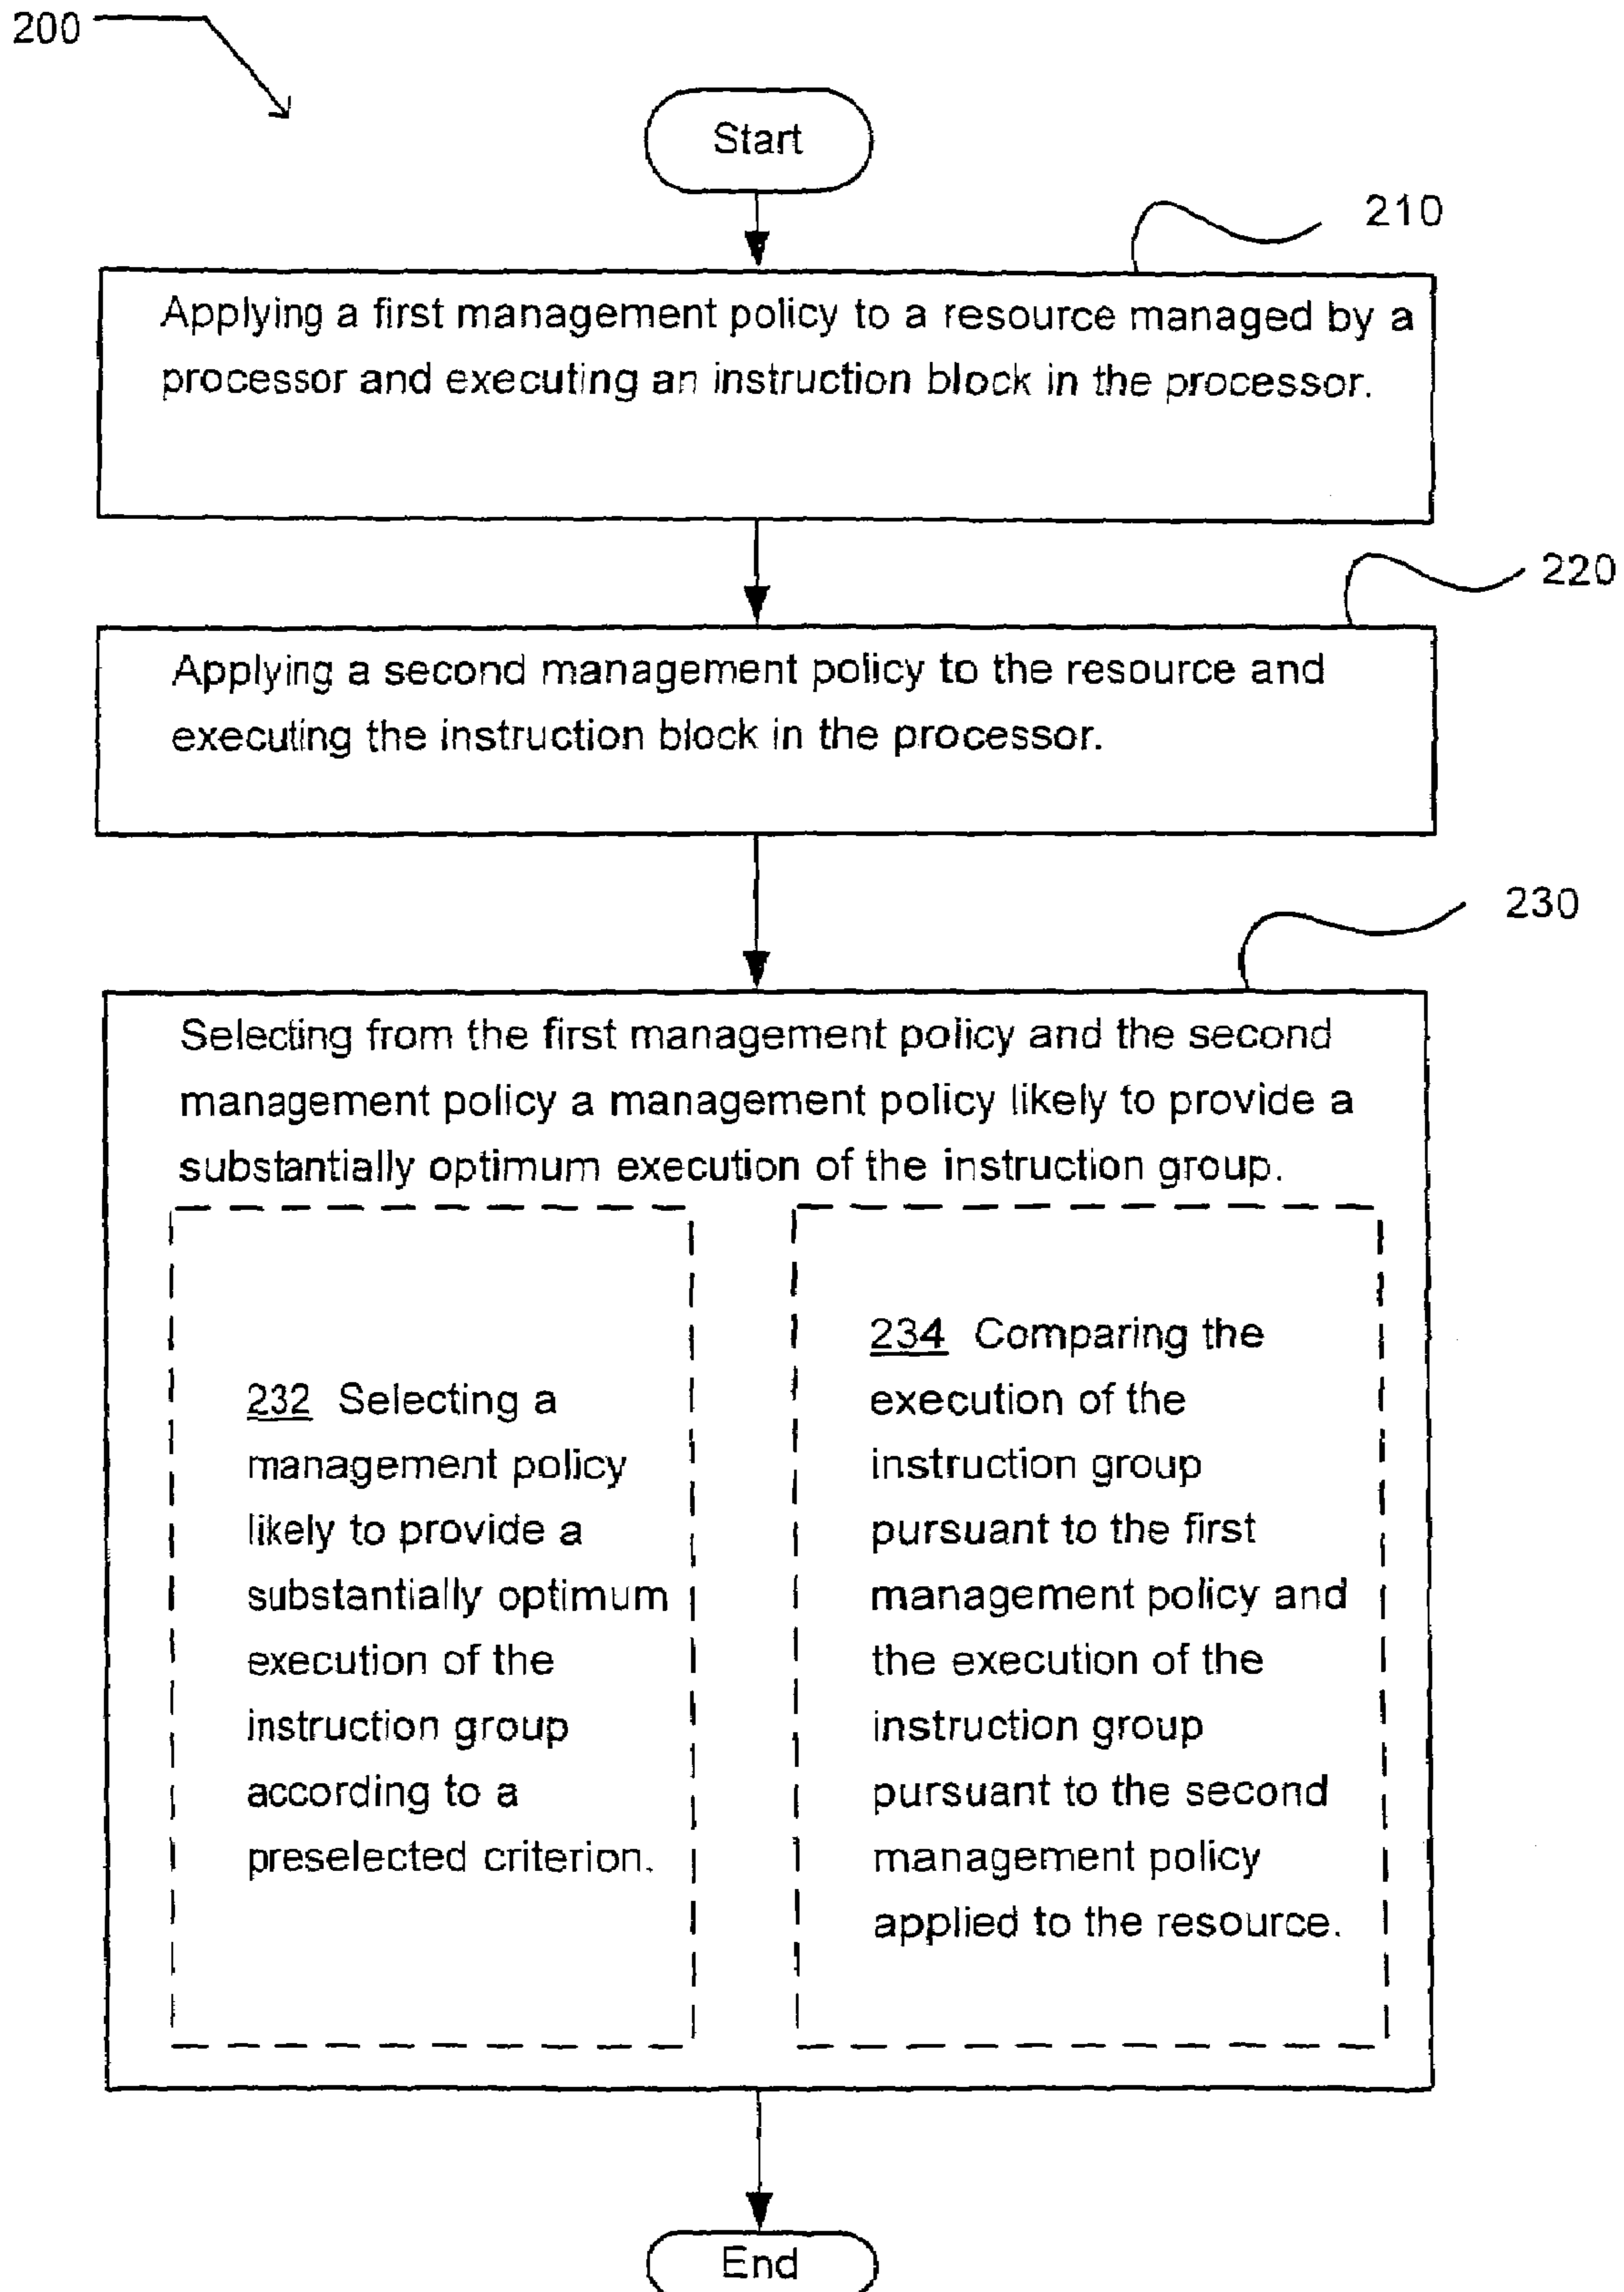 200
Start
210
Applying a first management policy to a resource managed by a
processor and executing an instruction block in the processor.
220
Applying a second management policy to the resource and
executing the instruction block in the processor.
230
Selecting from the first management policy and the second
management policy a management policy likely to provide a
substantially optimum execution of the instruction group.
232 Selecting a
management policy
likely to provide a
substantially optimum
execution of the
instruction group
according to a
preselected criterion.
234 Comparing the
execution of the
instruction group
pursuant to the first
management policy and
the execution of the
instruction group
pursuant to the second
management policy
applied to the resource.
End